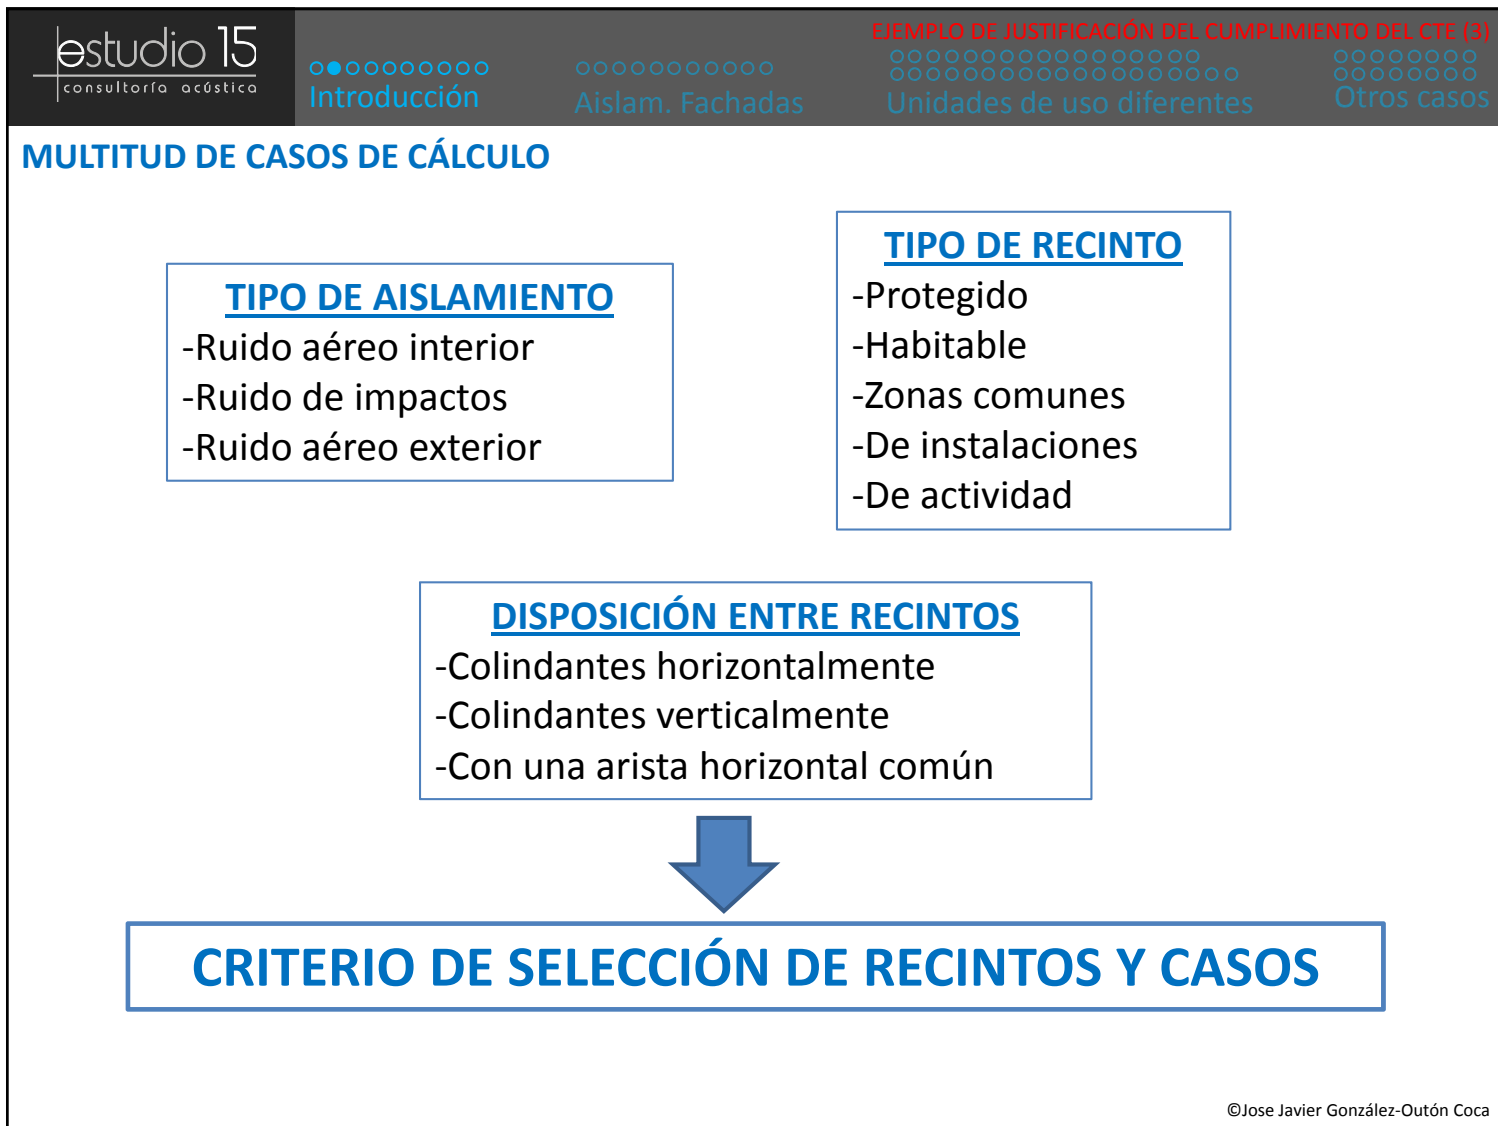 estudio 15
consultoría acústica
EJEMPLO DE JUSTIFICACIÓN DEL CUMPLIMIENTO DEL CTE (3)
Introducción
Aislam. Fachadas
Unidades de uso diferentes
Otros casos
MULTITUD DE CASOS DE CÁLCULO
TIPO DE AISLAMIENTO
-Ruido aéreo interior
-Ruido de impactos
-Ruido aéreo exterior
TIPO DE RECINTO
-Protegido
-Habitable
-Zonas comunes
-De instalaciones
-De actividad
DISPOSICIÓN ENTRE RECINTOS
-Colindantes horizontalmente
-Colindantes verticalmente
-Con una arista horizontal común
CRITERIO DE SELECCIÓN DE RECINTOS Y CASOS
©Jose Javier González-Outón Coca